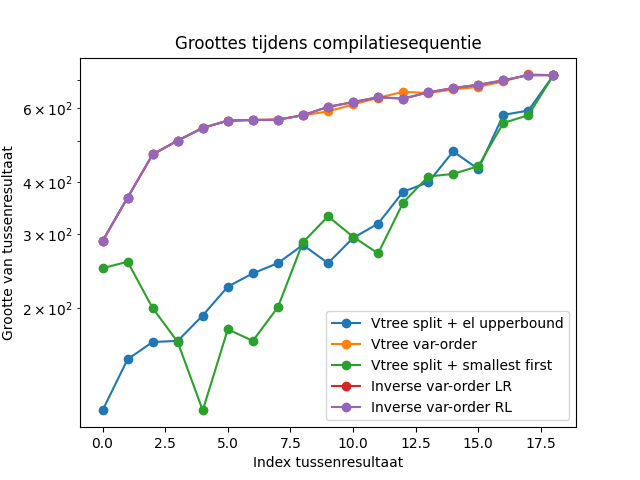 Groottes tijdens compilatiesequentie
Grootte van tussenresultaat
6 × 10²
4 × 10²
3 × 10²
2 × 10²
Vtree split + el upperbound
Vtree var-order
Vtree split + smallest first
Inverse var-order LR
Inverse var-order RL
0.0 2.5 5.0 7.5 10.0 12.5 15.0 17.5
Index tussenresultaat